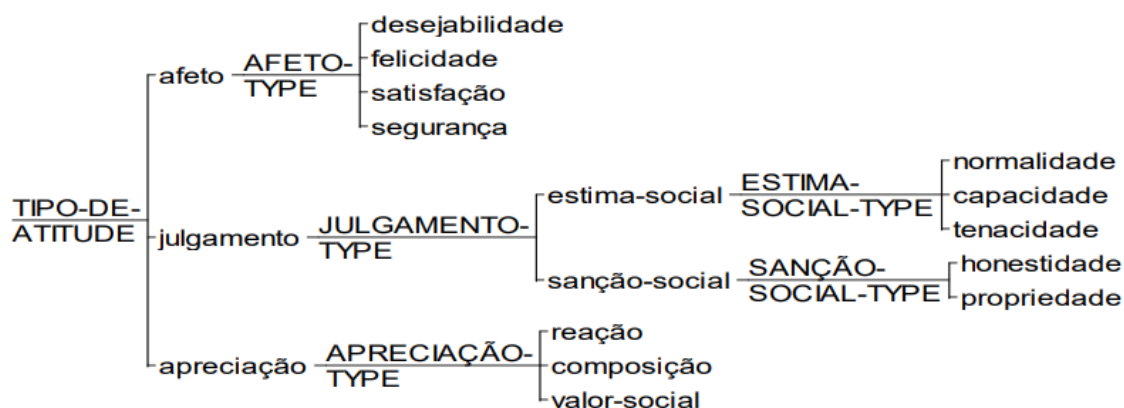 desejabilidade
felicidade
afeto AFETO-
TYPE
satisfação
segurança
normalidade
estima-social ESTIMA-
SOCIAL-TYPE
capacidade
tenacidade
TIPO-DE-
ATITUDE
julgamento JULGAMENTO-
TYPE
sanção-social SANÇÃO-
SOCIAL-TYPE
honestidade
propriedade
reação
apreciação APRECIAÇÃO-
TYPE
composição
valor-social